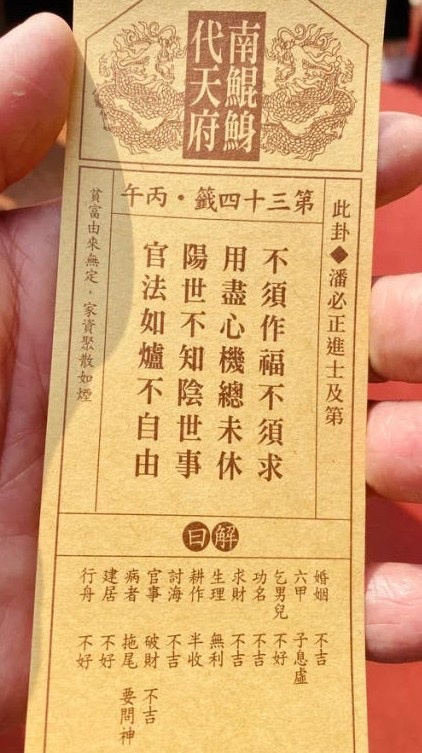 南鯤鯓
代天府
第三十四籤・丙午
此卦◆潘必正進士及第
不須作福不須求
用盡心機總未休
陽世不知陰世事
官法如爐不自由
貧富由來無定，家資聚散如煙
解曰
婚姻 不吉
六甲 子息虛
乞男兒 不好
功名 不吉
求財 不吉
生理 無利
耕作 半收
討海 不吉
官事 破財 不吉
病者 拖尾 要問神
建居 不好
行舟 不好